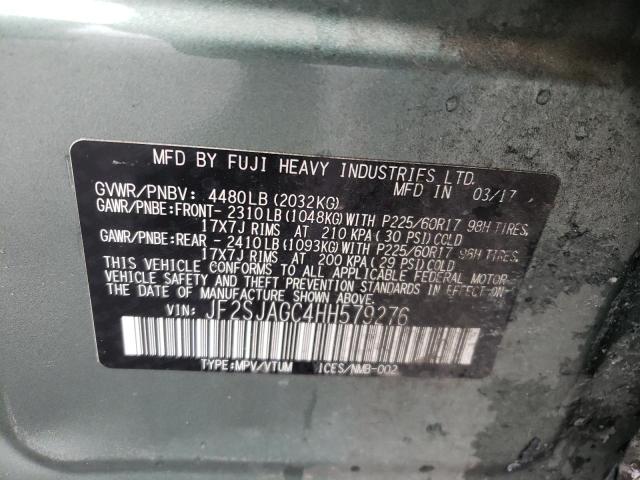 MFD BY FUJI HEAVY INDUSTRIES LTD.
MFD IN 03/17
GVWR/PNBV: 4480LB (2032KG)
GAWR/PNBE:FRONT- 2310LB(1048KG)WITH P225/60R17 98H TIRES,
17X7J RIMS AT 210 KPA (30 PSI)COLD
GAWR/PNBE:REAR - 2410LB(1093KG)WITH P225/60R17 98H TIRES,
17X7J RIMS AT 200 KPA (29 PSI)COLD
THIS VEHICLE CONFORMS TO ALL APPLICABLE FEDERAL MOTOR-
VEHICLE SAFETY AND THEFT PREVENTION STANDARDS IN EFFECT ON
THE DATE OF MANUFACTURE SHOWN ABOVE.
VIN: JF2SJAGC4HH579276
TYPE:MPV/VTUM ICES/NMB-002